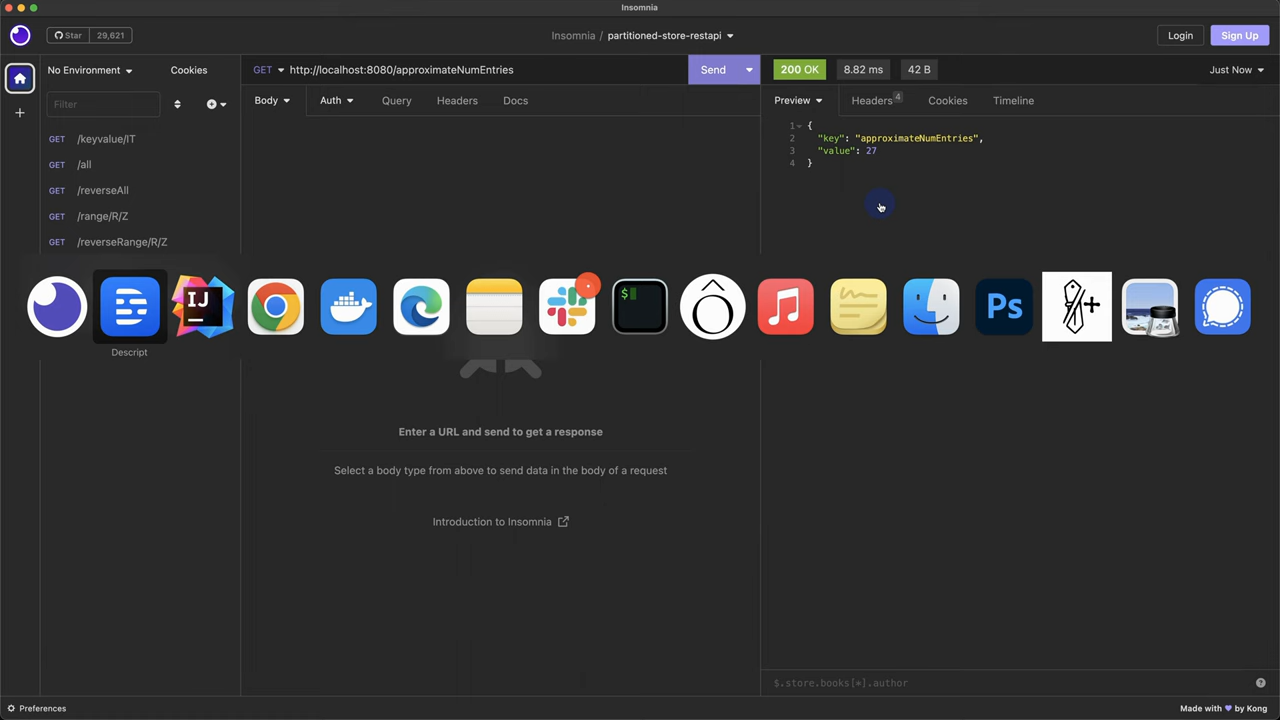 Insomnia
Star 29,621
Insomnia / partitioned-store-restapi
Login
Sign Up
No Environment
Cookies
GET http://localhost:8080/approximateNumEntries
Send
200 OK
8.82 ms
42 B
Just Now
Filter
Body
Auth
Query
Headers
Docs
Preview
Headers 4
Cookies
Timeline
GET /keyvalue/IT
GET /all
GET /reverseAll
GET /range/R/Z
GET /reverseRange/R/Z
1 {
2 "key": "approximateNumEntries",
3 "value": 27
4 }
IJ
$
Ô
Ps
Descript
Enter a URL and send to get a response
Select a body type from above to send data in the body of a request
Introduction to Insomnia
$.store.books[*].author
?
Preferences
Made with ♥ by Kong